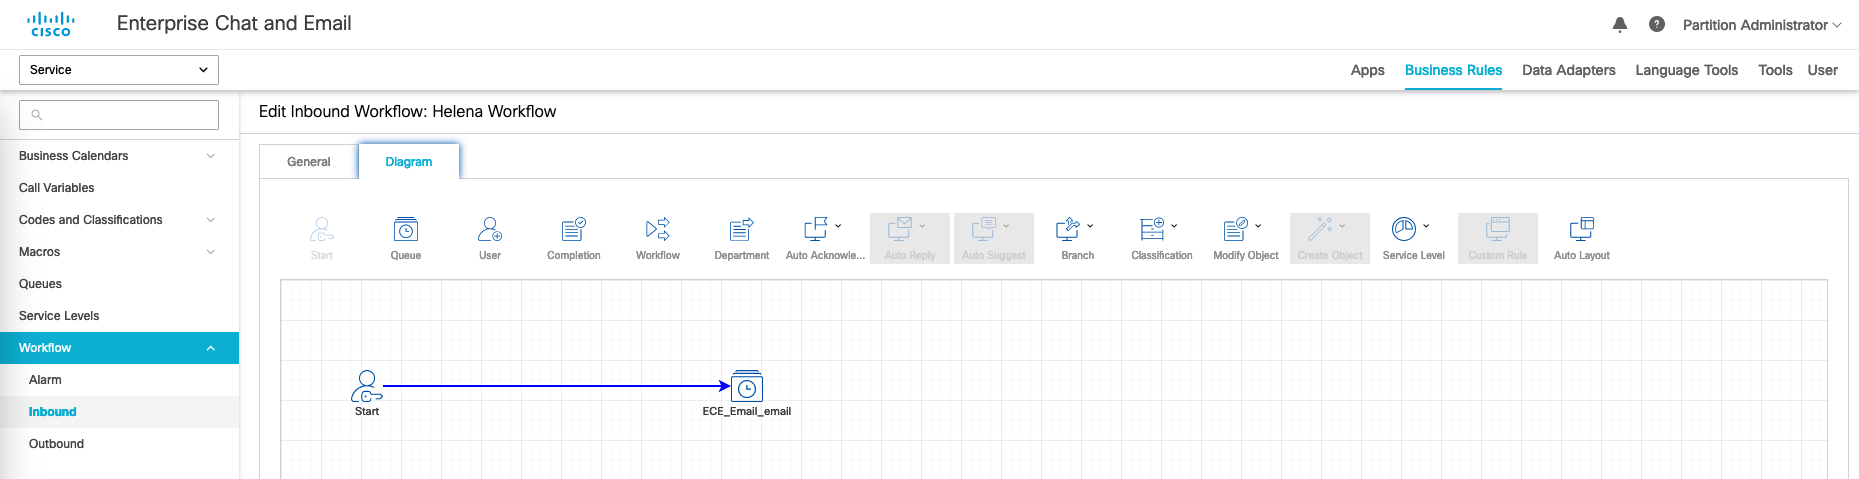 CISCO
Enterprise Chat and Email
Partition Administrator
Service
Apps Business Rules Data Adapters Language Tools Tools User
Edit Inbound Workflow: Helena Workflow
Business Calendars
Call Variables
Codes and Classifications
Macros
Queues
Service Levels
Workflow
Alarm
Inbound
Outbound
General Diagram
Start Queue User Completion Workflow Department Auto Acknowle... Auto Reply Auto Suggest Branch Classification Modify Object Create Object Service Level Custom Rule Auto Layout
Start ECE_Email_email